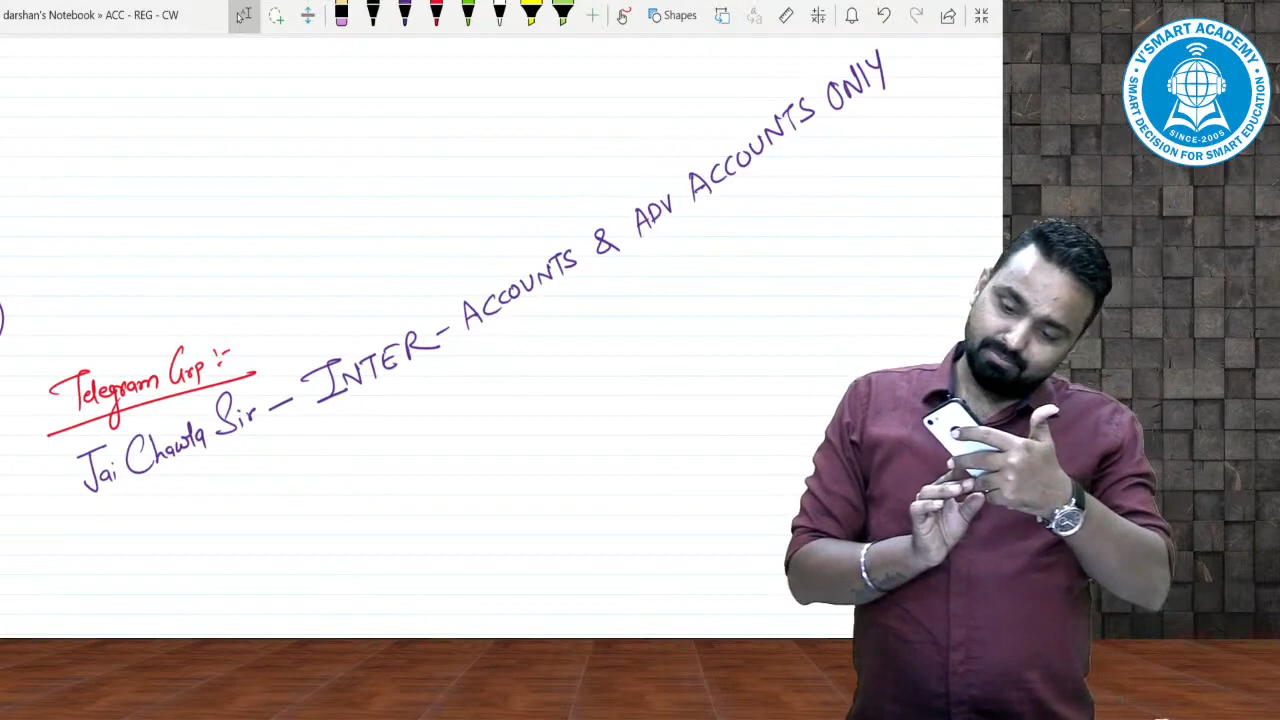 darshan's Notebook » ACC - REG - CW
Shapes
V'SMART ACADEMY
SMART DECISION FOR SMART EDUCATION
SINCE-2005
Telegram Grp :-
Jai Chawla Sir - INTER - ACCOUNTS & ADV ACCOUNTS ONLY